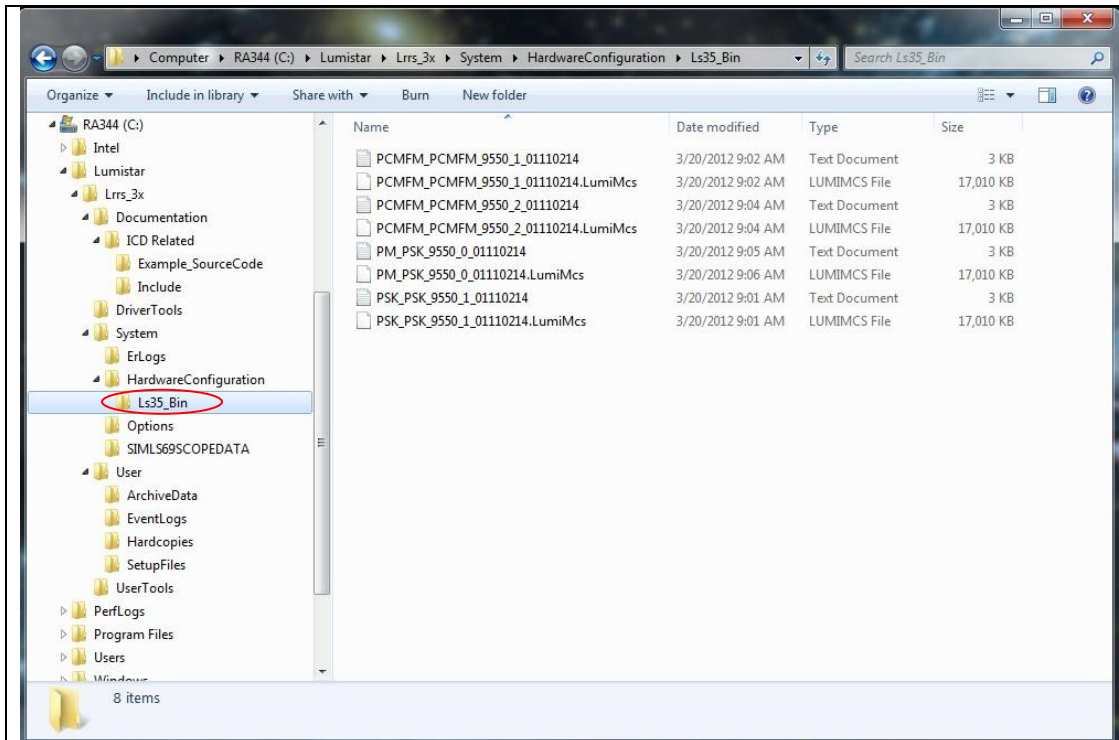 Computer ▸ RA344 (C:) ▸ Lumistar ▸ Lrrs_3x ▸ System ▸ HardwareConfiguration ▸ Ls35_Bin
Search Ls35_Bin
Organize Include in library Share with Burn New folder
RA344 (C:)
Intel
Lumistar
Lrrs_3x
Documentation
ICD Related
Example_SourceCode
Include
DriverTools
System
ErLogs
HardwareConfiguration
Ls35_Bin
Options
SIMLS69SCOPEDATA
User
ArchiveData
EventLogs
Hardcopies
SetupFiles
UserTools
PerfLogs
Program Files
Users
Windows
Name Date modified Type Size
PCMFM_PCMFM_9550_1_01110214 3/20/2012 9:02 AM Text Document 3 KB
PCMFM_PCMFM_9550_1_01110214.LumiMcs 3/20/2012 9:02 AM LUMIMCS File 17,010 KB
PCMFM_PCMFM_9550_2_01110214 3/20/2012 9:04 AM Text Document 3 KB
PCMFM_PCMFM_9550_2_01110214.LumiMcs 3/20/2012 9:04 AM LUMIMCS File 17,010 KB
PM_PSK_9550_0_01110214 3/20/2012 9:05 AM Text Document 3 KB
PM_PSK_9550_0_01110214.LumiMcs 3/20/2012 9:06 AM LUMIMCS File 17,010 KB
PSK_PSK_9550_1_01110214 3/20/2012 9:01 AM Text Document 3 KB
PSK_PSK_9550_1_01110214.LumiMcs 3/20/2012 9:01 AM LUMIMCS File 17,010 KB
8 items